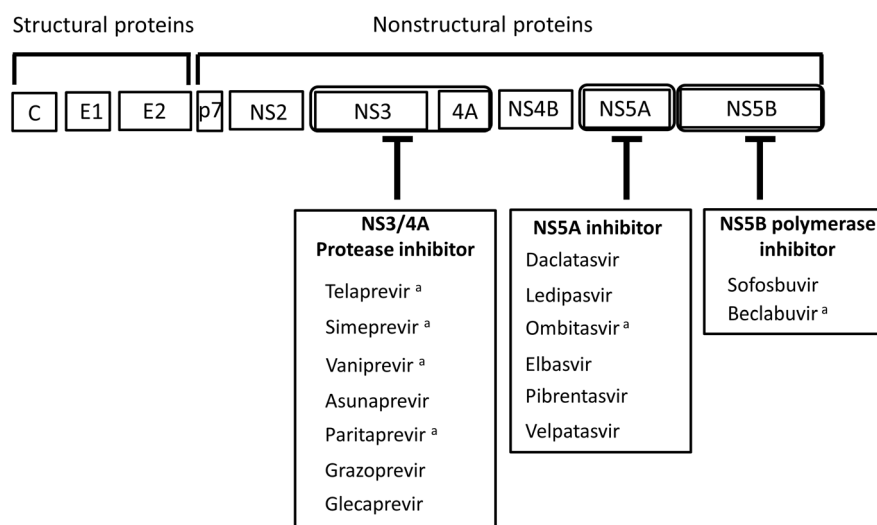 Structural proteins
Nonstructural proteins
C E1 E2 p7 NS2 NS3 4A NS4B NS5A NS5B
NS3/4A
Protease inhibitor
Telaprevir a
Simeprevir a
Vaniprevir a
Asunaprevir
Paritaprevir a
Grazoprevir
Glecaprevir
NS5A inhibitor
Daclatasvir
Ledipasvir
Ombitasvir a
Elbasvir
Pibrentasvir
Velpatasvir
NS5B polymerase
inhibitor
Sofosbuvir
Beclabuvir a